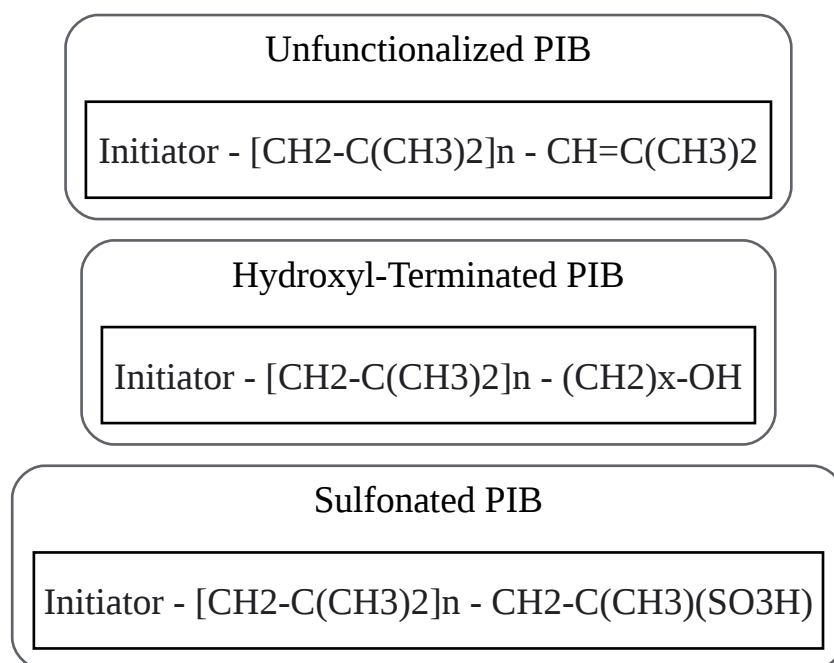 Unfunctionalized PIB
Initiator - [CH2-C(CH3)2]n - CH=C(CH3)2
Hydroxyl-Terminated PIB
Initiator - [CH2-C(CH3)2]n - (CH2)x-OH
Sulfonated PIB
Initiator - [CH2-C(CH3)2]n - CH2-C(CH3)(SO3H)